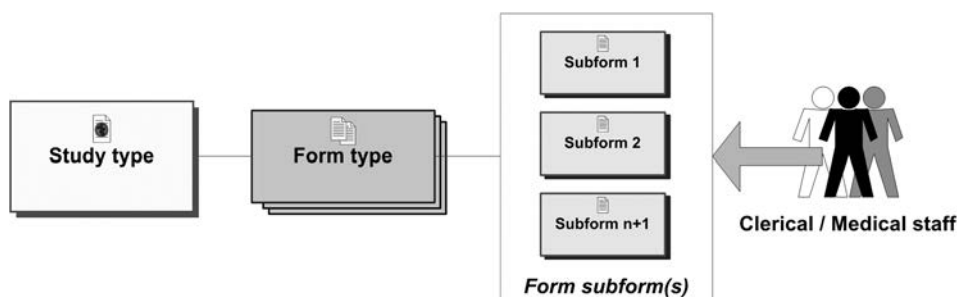 Study type
Form type
Subform 1
Subform 2
Subform n+1
Form subform(s)
Clerical / Medical staff